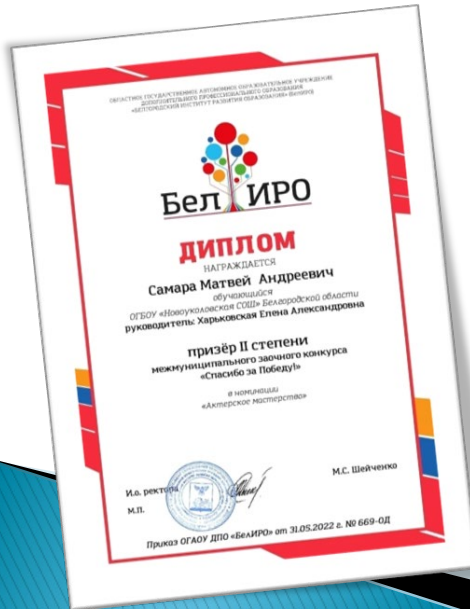 ОБЛАСТНОЕ ГОСУДАРСТВЕННОЕ АВТОНОМНОЕ ОБРАЗОВАТЕЛЬНОЕ УЧРЕЖДЕНИЕ
ДОПОЛНИТЕЛЬНОГО ПРОФЕССИОНАЛЬНОГО ОБРАЗОВАНИЯ
«БЕЛГОРОДСКИЙ ИНСТИТУТ РАЗВИТИЯ ОБРАЗОВАНИЯ» (БелИРО)
Бел ИРО
ДИПЛОМ
НАГРАЖДАЕТСЯ
Самара Матвей Андреевич
обучающийся
ОГБОУ «Новоуколовская СОШ» Белгородской области
руководитель: Харьковская Елена Александровна
призёр II степени
межмуниципального заочного конкурса
«Спасибо за Победу!»
в номинации
«Актерское мастерство»
И.о. ректора М.С. Шейченко
М.П.
Приказ ОГАОУ ДПО «БелИРО» от 31.05.2022 г. № 669-ОД